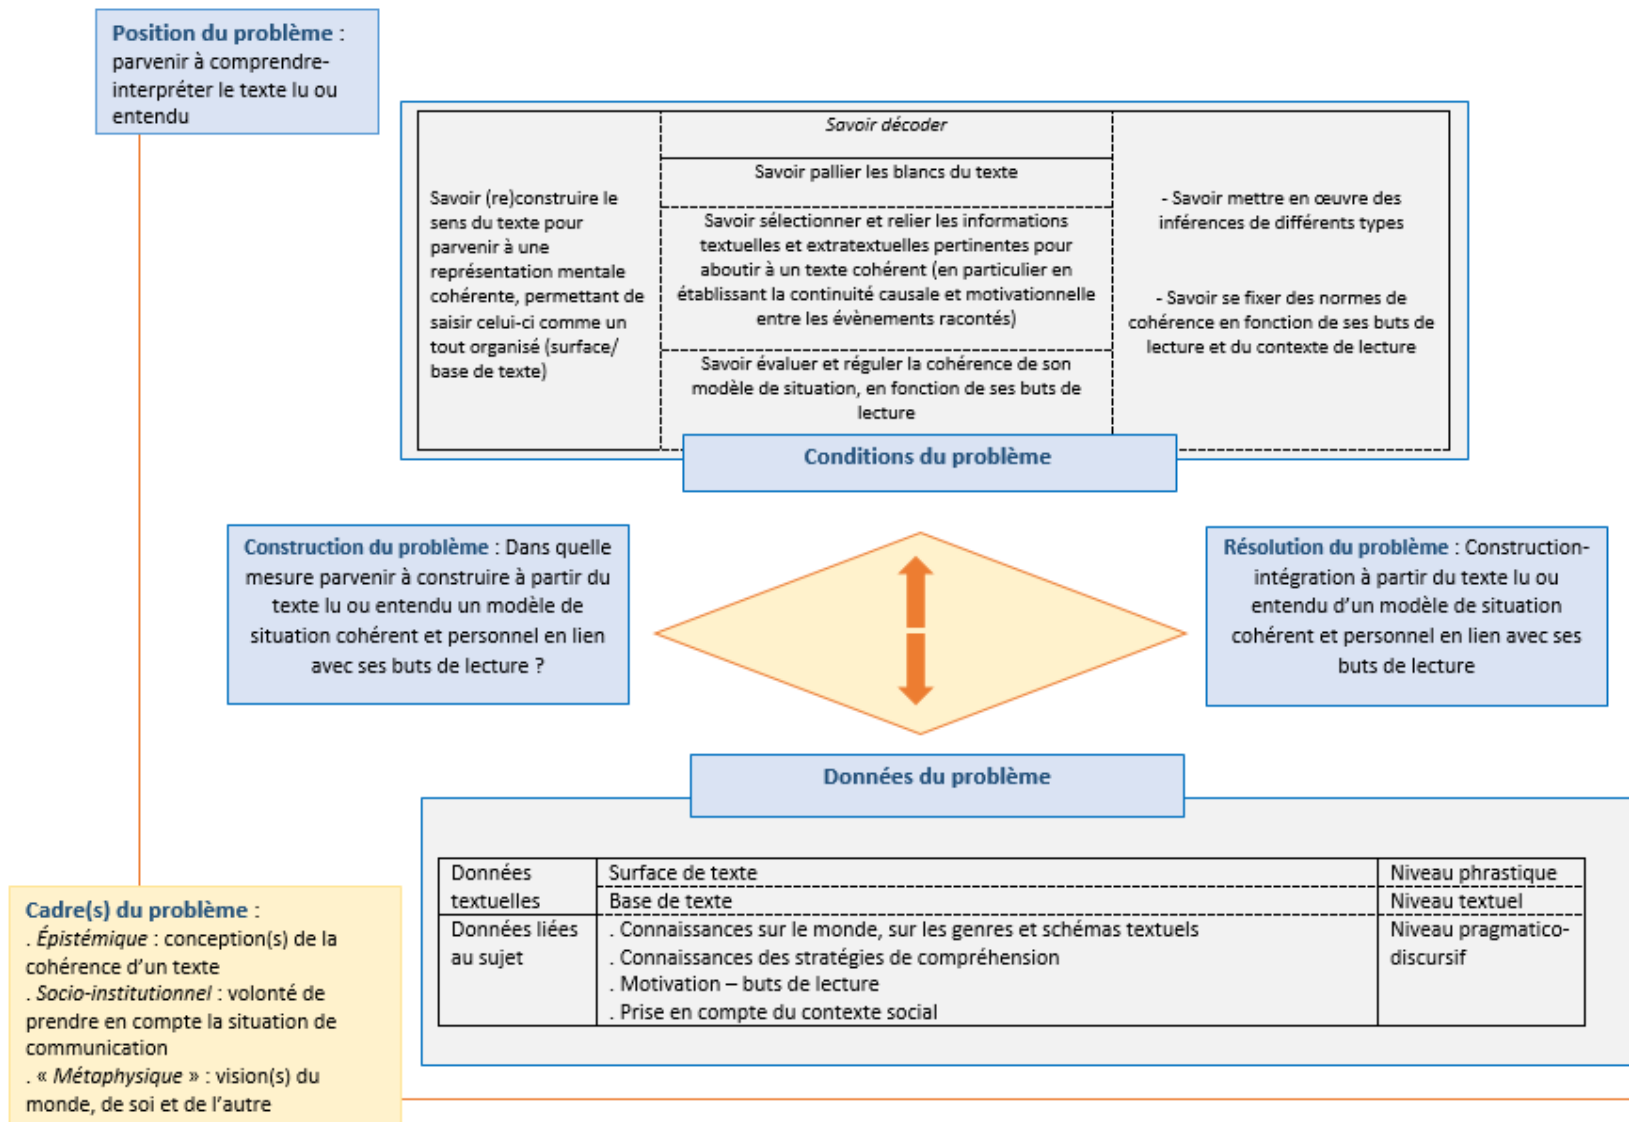 Position du problème :
parvenir à comprendre-
interpréter le texte lu ou
entendu
Savoir (re)construire le
sens du texte pour
parvenir à une
représentation mentale
cohérente, permettant de
saisir celui-ci comme un
tout organisé (surface/
base de texte)
Savoir décoder
Savoir pallier les blancs du texte
Savoir sélectionner et relier les informations
textuelles et extratextuelles pertinentes pour
aboutir à un texte cohérent (en particulier en
établissant la continuité causale et motivationnelle
entre les évènements racontés)
Savoir évaluer et réguler la cohérence de son
modèle de situation, en fonction de ses buts de
lecture
- Savoir mettre en œuvre des
inférences de différents types
- Savoir se fixer des normes de
cohérence en fonction de ses buts de
lecture et du contexte de lecture
Conditions du problème
Construction du problème : Dans quelle
mesure parvenir à construire à partir du
texte lu ou entendu un modèle de
situation cohérent et personnel en lien
avec ses buts de lecture ?
Résolution du problème : Construction-
intégration à partir du texte lu ou
entendu d'un modèle de situation
cohérent et personnel en lien avec ses
buts de lecture
Données du problème
Données
textuelles
Surface de texte
Niveau phrastique
Base de texte
Niveau textuel
Données liées
au sujet
. Connaissances sur le monde, sur les genres et schémas textuels
. Connaissances des stratégies de compréhension
. Motivation – buts de lecture
. Prise en compte du contexte social
Niveau pragmatico-
discursif
Cadre(s) du problème :
. Épistémique : conception(s) de la
cohérence d'un texte
. Socio-institutionnel : volonté de
prendre en compte la situation de
communication
. « Métaphysique » : vision(s) du
monde, de soi et de l'autre